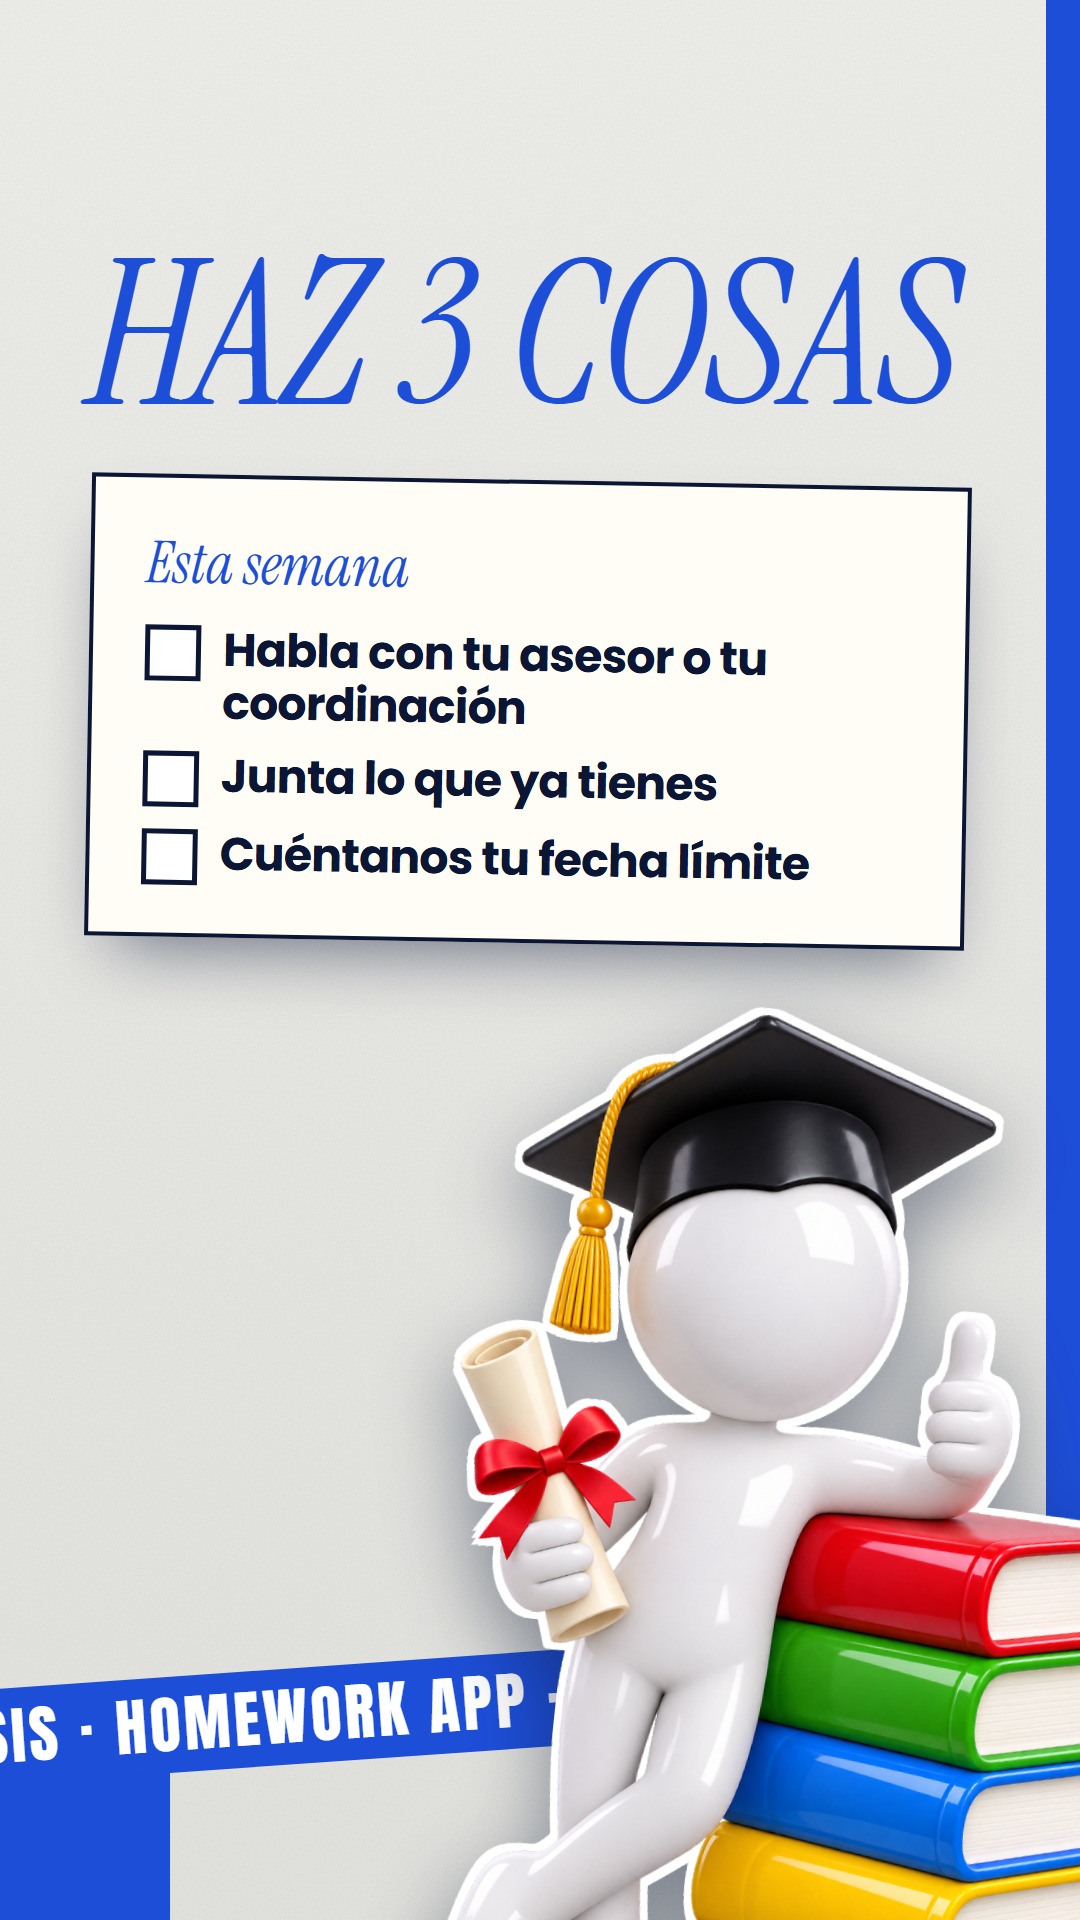 HAZ 3 COSAS
Esta semana
Habla con tu asesor o tu
coordinación
Junta lo que ya tienes
Cuéntanos tu fecha límite
SIS · HOMEWORK APP ·